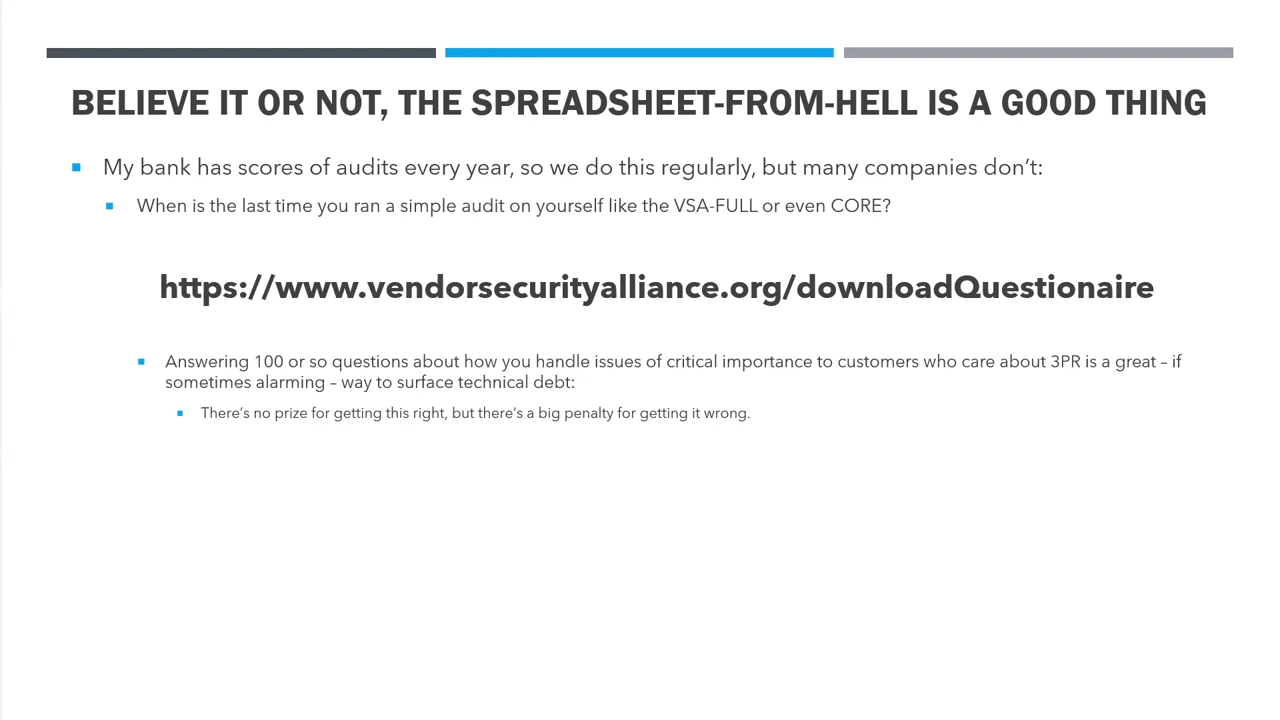 BELIEVE IT OR NOT, THE SPREADSHEET-FROM-HELL IS A GOOD THING
My bank has scores of audits every year, so we do this regularly, but many companies don’t:
When is the last time you ran a simple audit on yourself like the VSA-FULL or even CORE?
https://www.vendorsecurityalliance.org/downloadQuestionaire
Answering 100 or so questions about how you handle issues of critical importance to customers who care about 3PR is a great – if
sometimes alarming – way to surface technical debt:
There’s no prize for getting this right, but there’s a big penalty for getting it wrong.